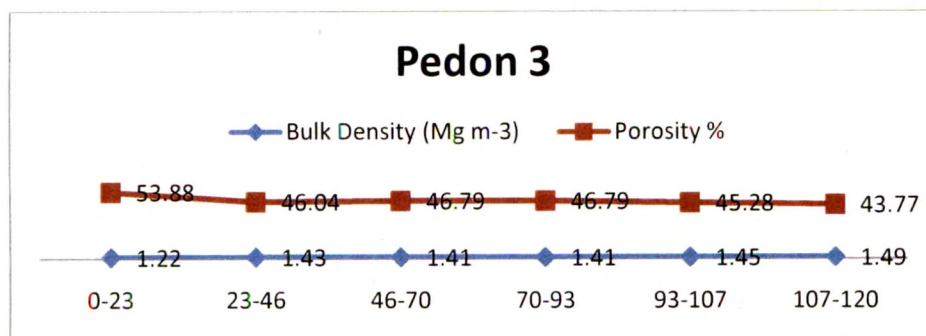 Pedon 3
Bulk Density (Mg m-3) Porosity %
53.88 46.04 46.79 46.79 45.28 43.77
1.22 1.43 1.41 1.41 1.45 1.49
0-23 23-46 46-70 70-93 93-107 107-120